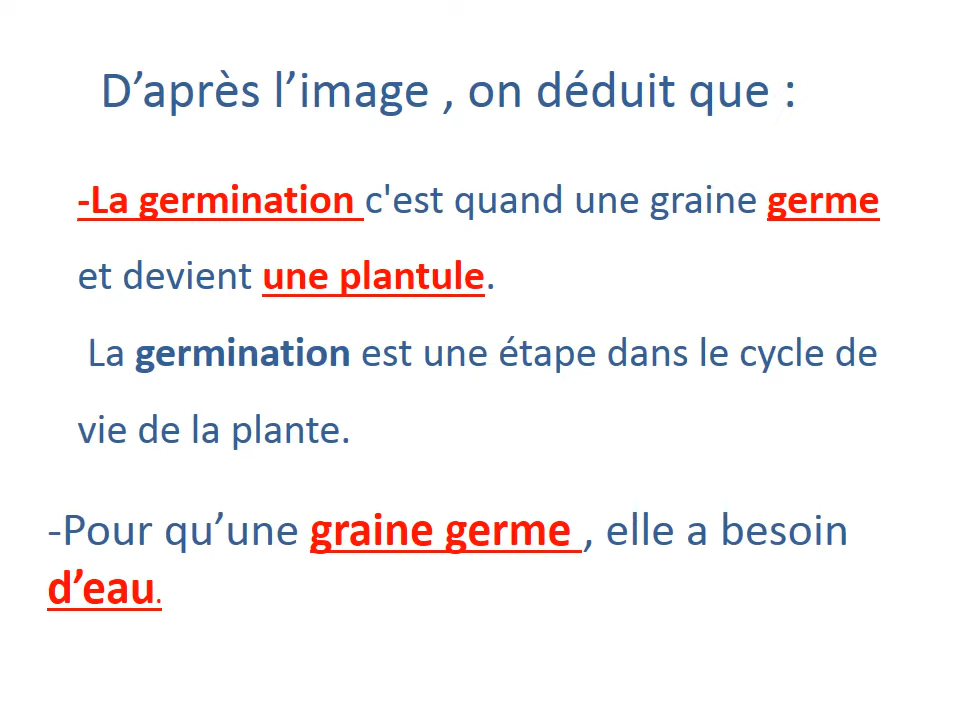 D’après l’image , on déduit que :
-La germination c'est quand une graine germe
et devient une plantule.
La germination est une étape dans le cycle de
vie de la plante.
-Pour qu’une graine germe , elle a besoin
d’eau.